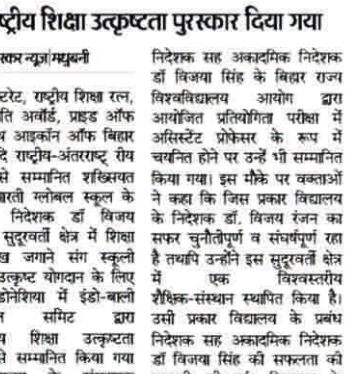 ष्ट्रीय शिक्षा उत्कृष्टता पुरस्कार दिया गया
स्कर न्यूज|मधुबनी
टरेट, राष्ट्रीय शिक्षा रत्न,
ति अवॉर्ड, प्राइड ऑफ
आइकॉन ऑफ बिहार
दे राष्ट्रीय-अंतरराष्ट् रीय
से सम्मानित शख्सियत
रती ग्लोबल स्कूल के
निदेशक डॉ विजय
सुदूरवर्ती क्षेत्र में शिक्षा
ख जगाने संग स्कूली
उत्कृष्ट योगदान के लिए
डोनेशिया में इंडो-बाली
समिट द्वारा
शिक्षा उत्कृष्टता
से सम्मानित किया गया
निदेशक सह अकादमिक निदेशक
डॉ विजया सिंह के बिहार राज्य
विश्वविद्यालय आयोग द्वारा
आयोजित प्रतियोगिता परीक्षा में
असिस्टेंट प्रोफेसर के रूप में
चयनित होने पर उन्हें भी सम्मानित
किया गया। इस मौके पर वक्ताओं
ने कहा कि जिस प्रकार विद्यालय
के निदेशक डॉ. विजय रंजन का
सफर चुनौतीपूर्ण व संघर्षपूर्ण रहा
है तथापि उन्होंने इस सुदूरवर्ती क्षेत्र
में एक विश्वस्तरीय
शैक्षिक-संस्थान स्थापित किया है।
उसी प्रकार विद्यालय के प्रबंध
निदेशक सह अकादमिक निदेशक
डॉ विजया सिंह की सफलता की